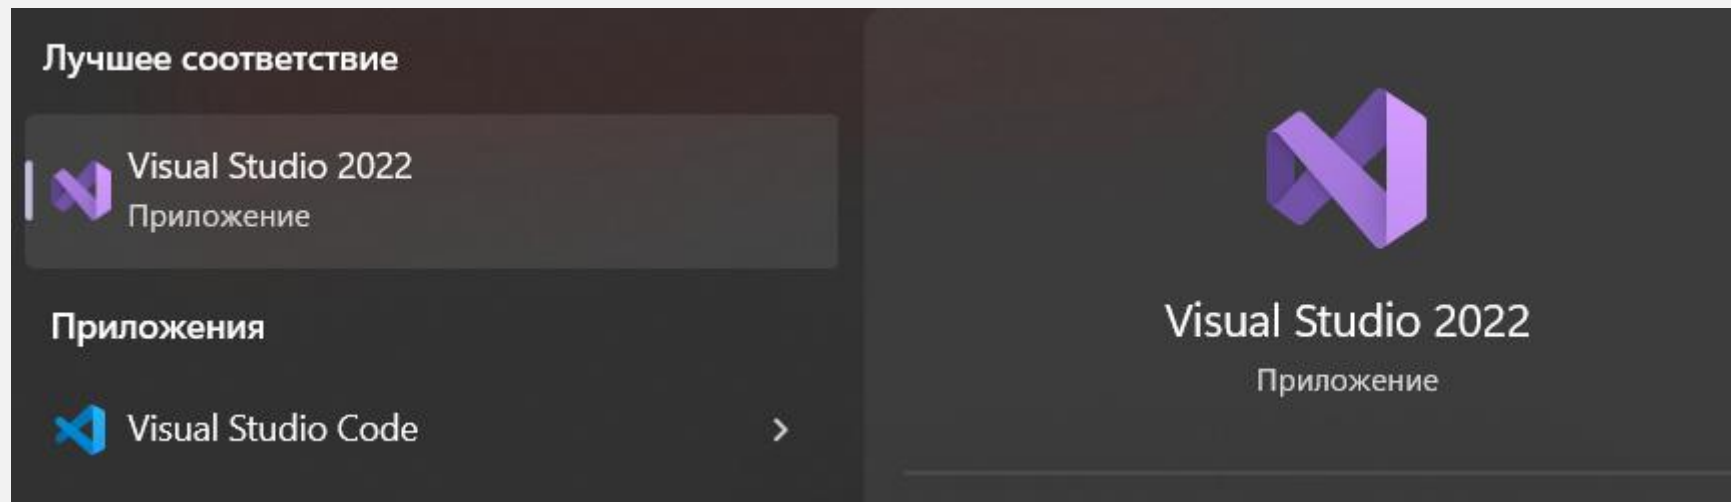 Лучшее соответствие
Visual Studio 2022
Приложение
Приложения
Visual Studio Code
Visual Studio 2022
Приложение